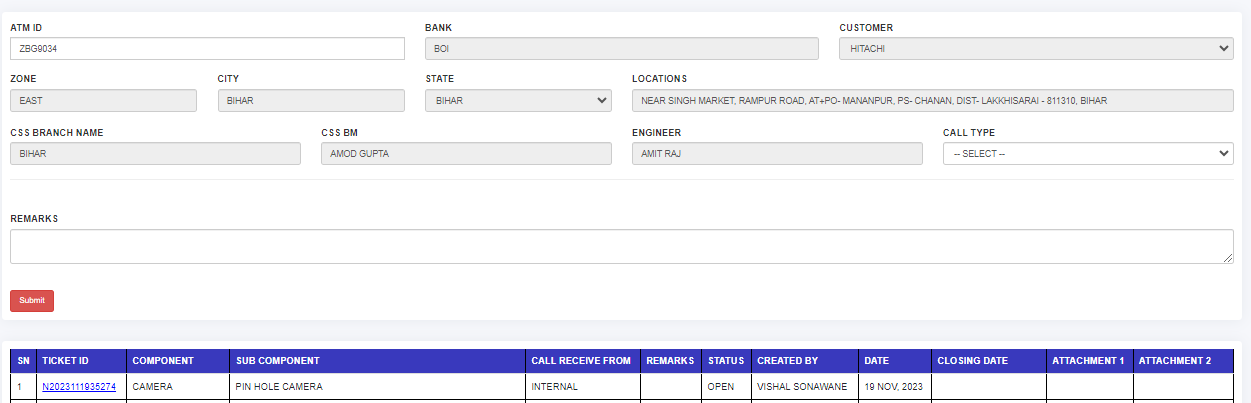 ATM ID BANK CUSTOMER
ZBG9034 BOI HITACHI
ZONE CITY STATE LOCATIONS
EAST BIHAR BIHAR NEAR SINGH MARKET, RAMPUR ROAD, AT+PO- MANANPUR, PS- CHANAN, DIST- LAKKHISARAI - 811310, BIHAR
CSS BRANCH NAME CSS BM ENGINEER CALL TYPE
BIHAR AMOD GUPTA AMIT RAJ -- SELECT --
REMARKS
Submit
SN TICKET ID COMPONENT SUB COMPONENT CALL RECEIVE FROM REMARKS STATUS CREATED BY DATE CLOSING DATE ATTACHMENT 1 ATTACHMENT 2
1 N2023111935274 CAMERA PIN HOLE CAMERA INTERNAL OPEN VISHAL SONAWANE 19 NOV, 2023